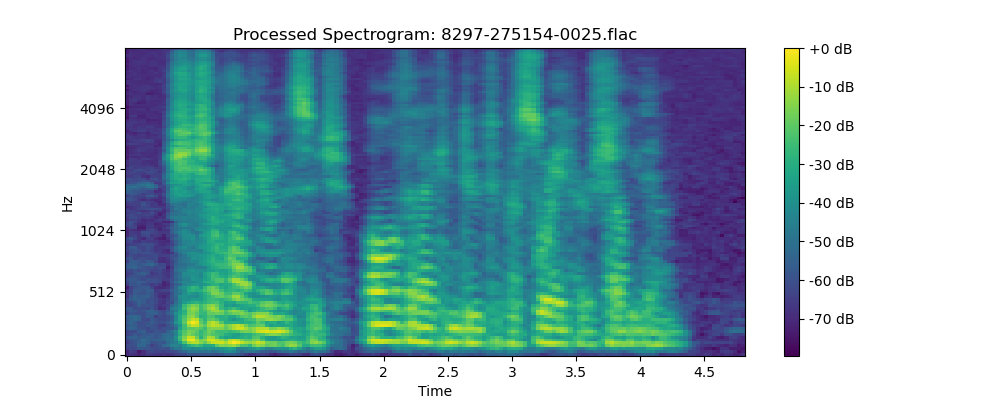 Processed Spectrogram: 8297-275154-0025.flac
Hz
4096
2048
1024
512
0
0 0.5 1 1.5 2 2.5 3 3.5 4 4.5
Time
+0 dB
-10 dB
-20 dB
-30 dB
-40 dB
-50 dB
-60 dB
-70 dB